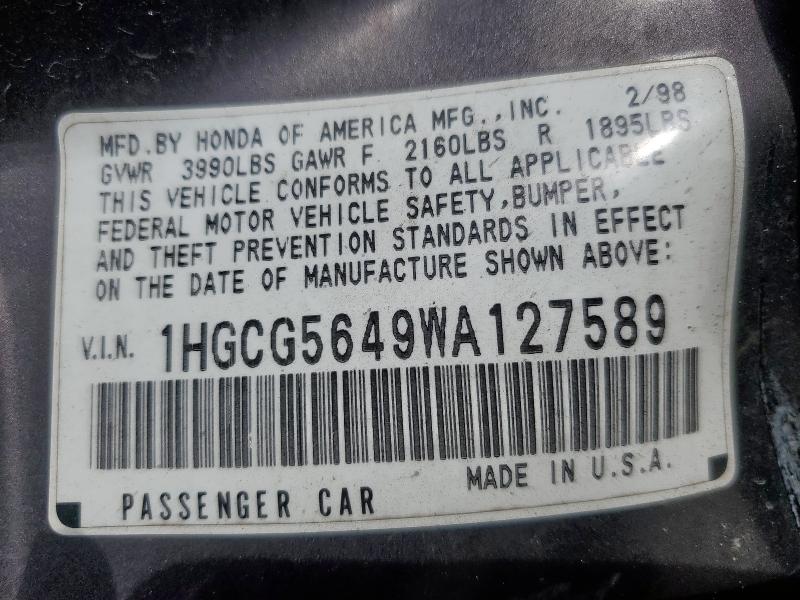 MFD.BY HONDA OF AMERICA MFG.,INC. 2/98
GVWR 3990LBS GAWR F 2160LBS R 1895LBS
THIS VEHICLE CONFORMS TO ALL APPLICABLE
FEDERAL MOTOR VEHICLE SAFETY,BUMPER,
AND THEFT PREVENTION STANDARDS IN EFFECT
ON THE DATE OF MANUFACTURE SHOWN ABOVE:
V.I.N. 1HGCG5649WA127589
PASSENGER CAR MADE IN U.S.A.